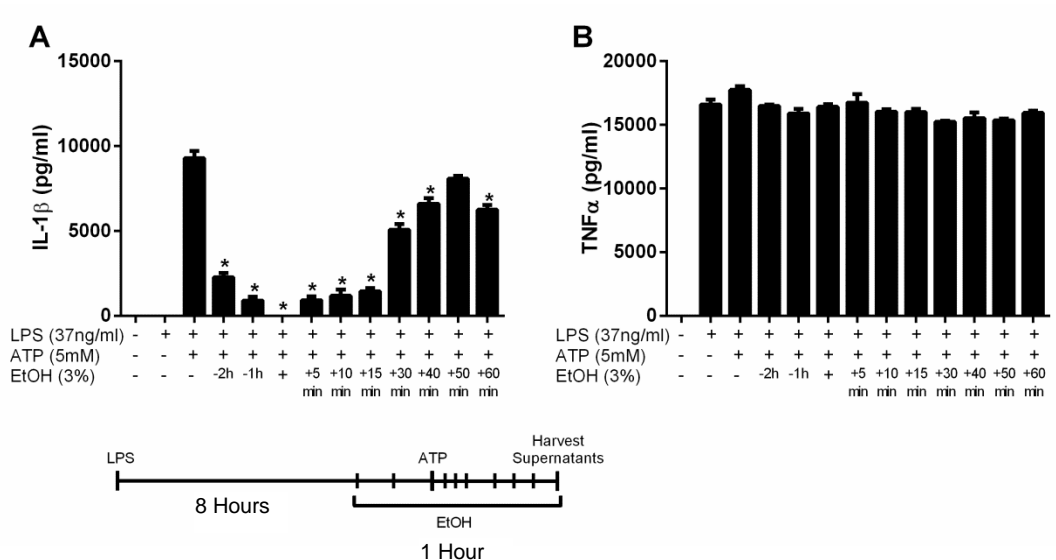 A
15000
10000
5000
0
IL-1β (pg/ml)
*
*
*
*
*
*
*
*
*
LPS (37ng/ml) - + + + + + + + + + + + +
ATP (5mM) - - + + + + + + + + + + +
EtOH (3%) - - - -2h -1h + +5 +10 +15 +30 +40 +50 +60
min min min min min min min
B
20000
15000
10000
5000
0
TNFα (pg/ml)
LPS (37ng/ml) - + + + + + + + + + + + +
ATP (5mM) - - + + + + + + + + + + +
EtOH (3%) - - - -2h -1h + +5 +10 +15 +30 +40 +50 +60
min min min min min min min
LPS
ATP
Harvest
Supernatants
8 Hours
EtOH
1 Hour